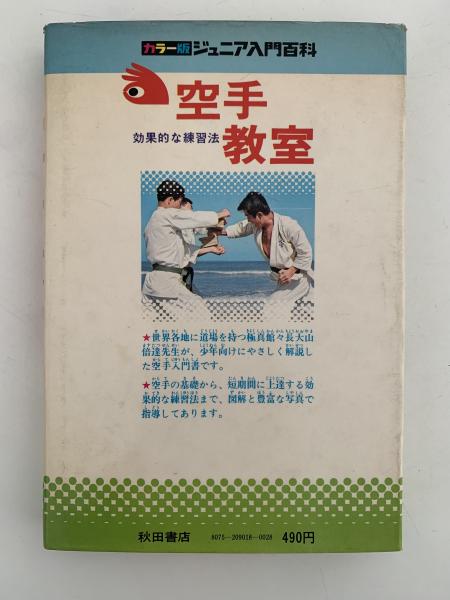 カラー版 ジュニア入門百科
空手
効果的な練習法
教室
★世界各地に道場を持つ極真館々長大山
倍達先生が、少年向けにやさしく解説し
た空手入門書です。
★空手の基礎から、短期間に上達する効
果的な練習法まで、図解と豊富な写真で
指導してあります。
秋田書店 8075—209018—0028 490円